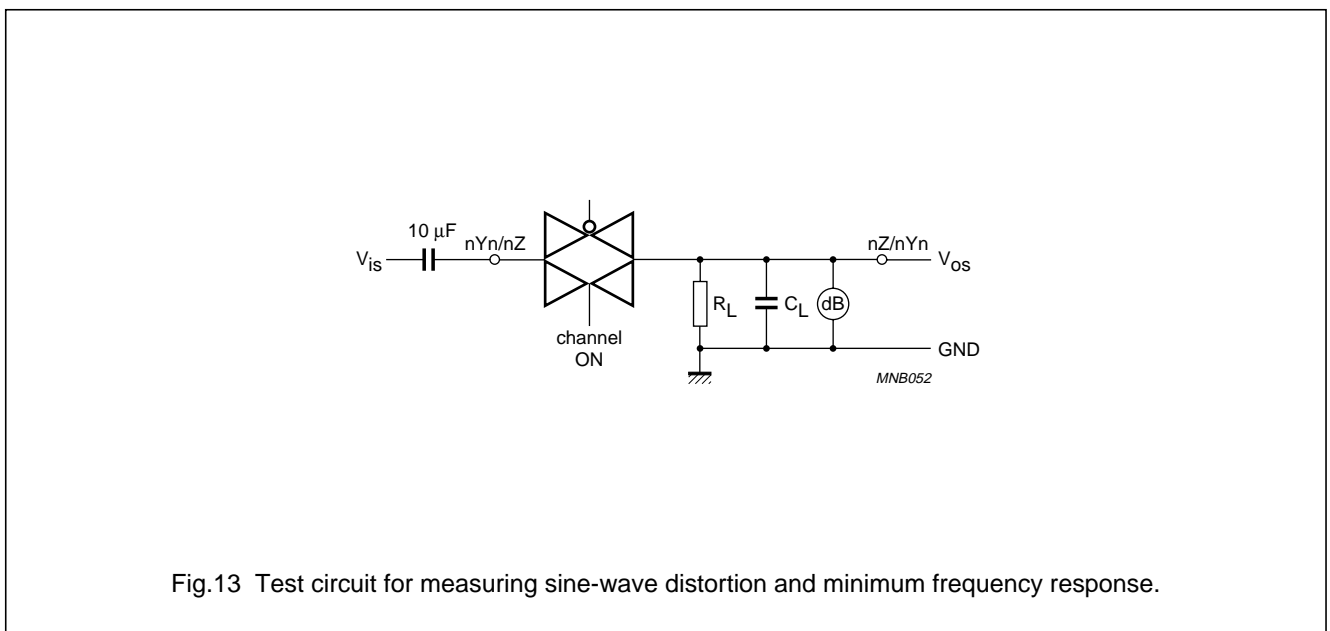 10 μF
nYn/nZ
V_is
nZ/nYn
V_os
R_L
C_L
dB
channel
ON
GND
MNB052
Fig.13 Test circuit for measuring sine-wave distortion and minimum frequency response.